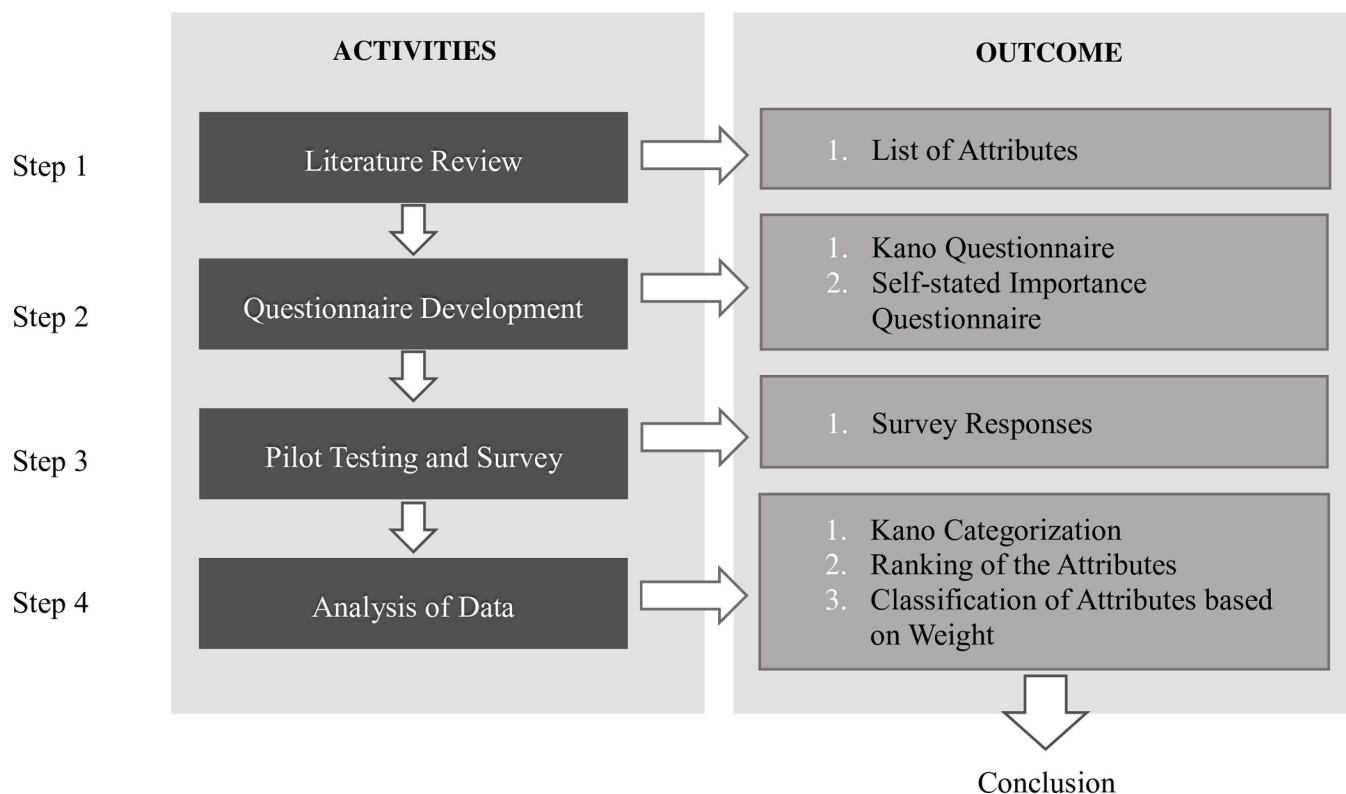 ACTIVITIES
OUTCOME
Step 1
Literature Review
1. List of Attributes
Step 2
Questionnaire Development
1. Kano Questionnaire
2. Self-stated Importance
Questionnaire
Step 3
Pilot Testing and Survey
1. Survey Responses
Step 4
Analysis of Data
1. Kano Categorization
2. Ranking of the Attributes
3. Classification of Attributes based
on Weight
Conclusion